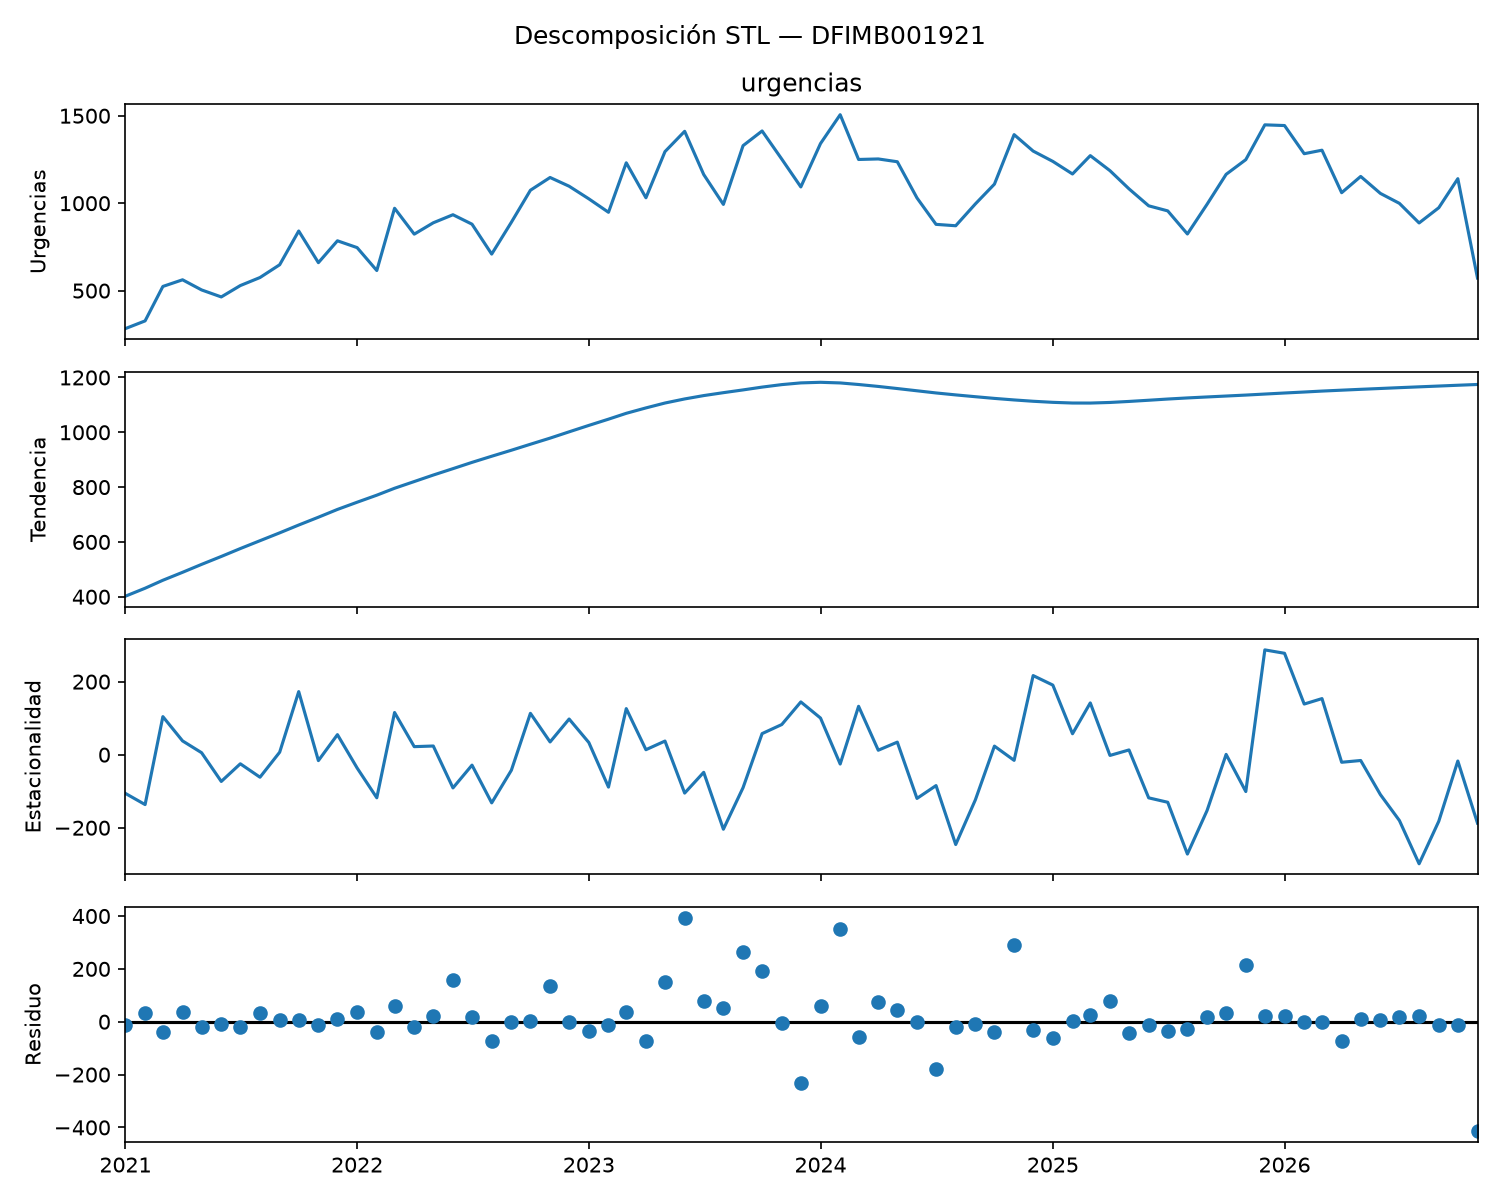 Descomposición STL — DFIMB001921
urgencias
Urgencias
1500
1000
500
Tendencia
1200
1000
800
600
400
Estacionalidad
200
0
−200
Residuo
400
200
0
−200
−400
2021 2022 2023 2024 2025 2026